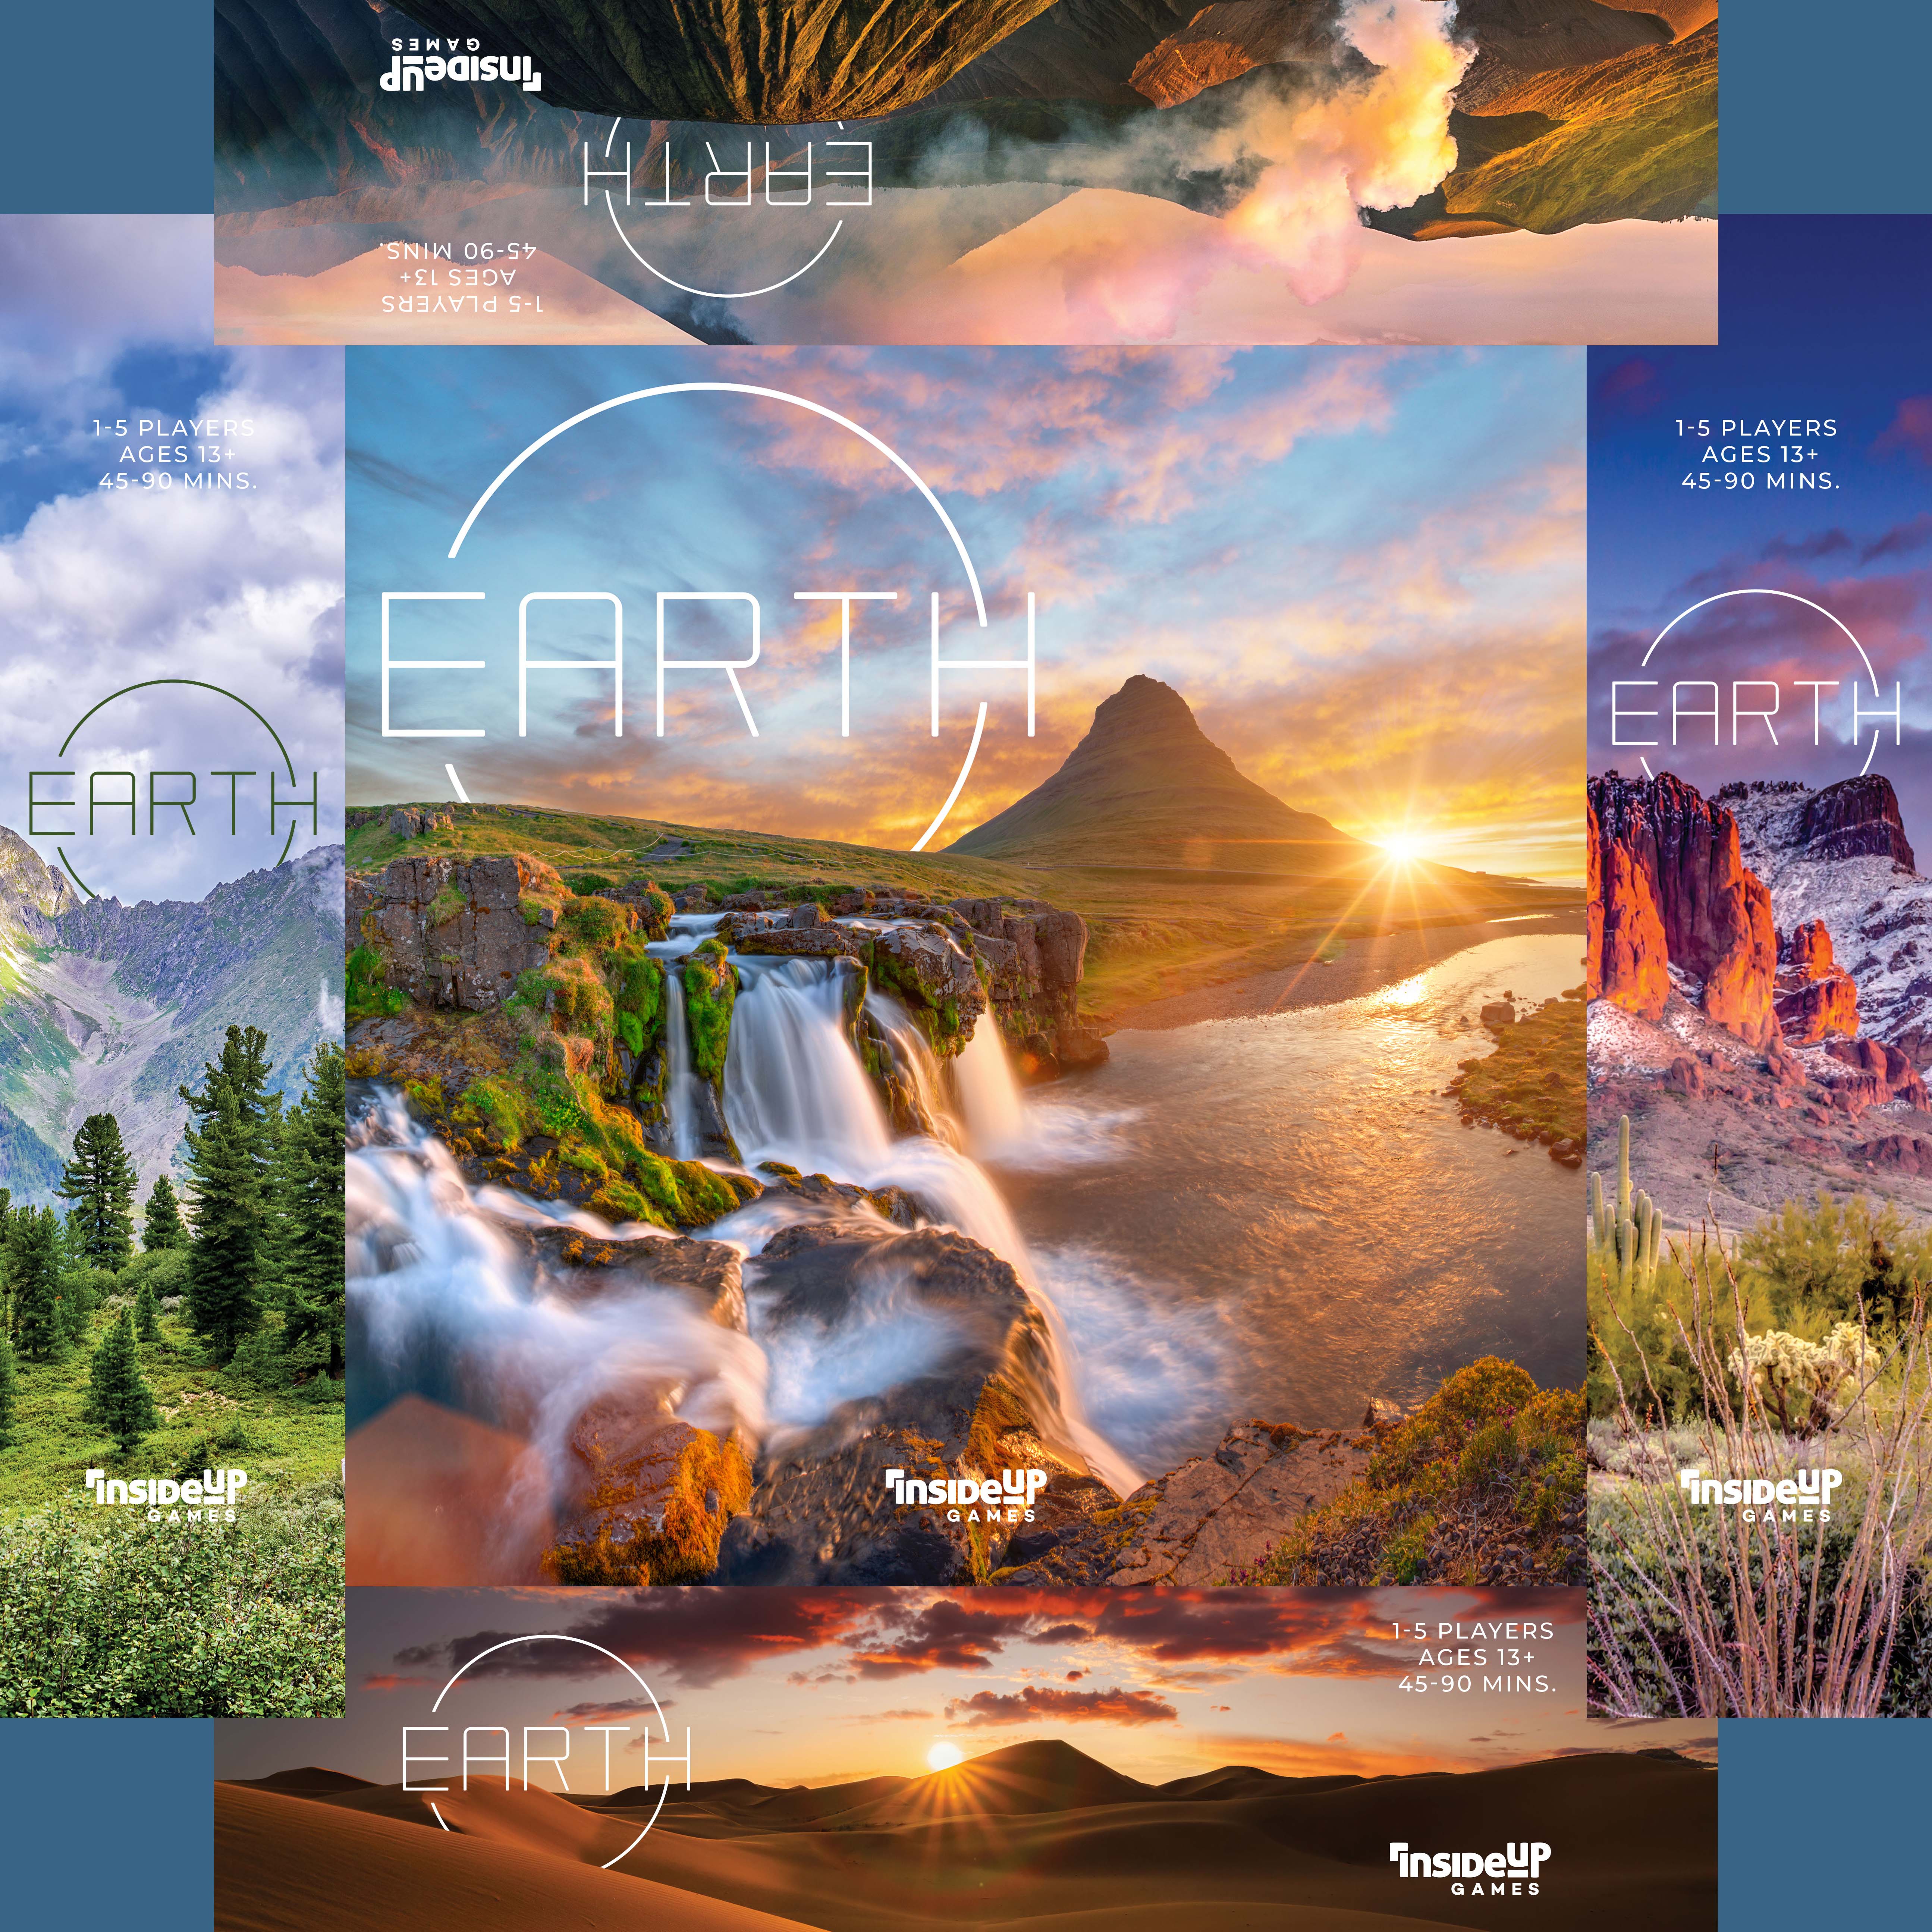 InsideUp
GAMES
EARTH
1-5 PLAYERS
AGES 13+
45-90 MINS.
1-5 PLAYERS
AGES 13+
45-90 MINS.
EARTH
InsideUp
GAMES
EARTH
InsideUp
GAMES
1-5 PLAYERS
AGES 13+
45-90 MINS.
EARTH
InsideUp
GAMES
EARTH
1-5 PLAYERS
AGES 13+
45-90 MINS.
InsideUp
GAMES